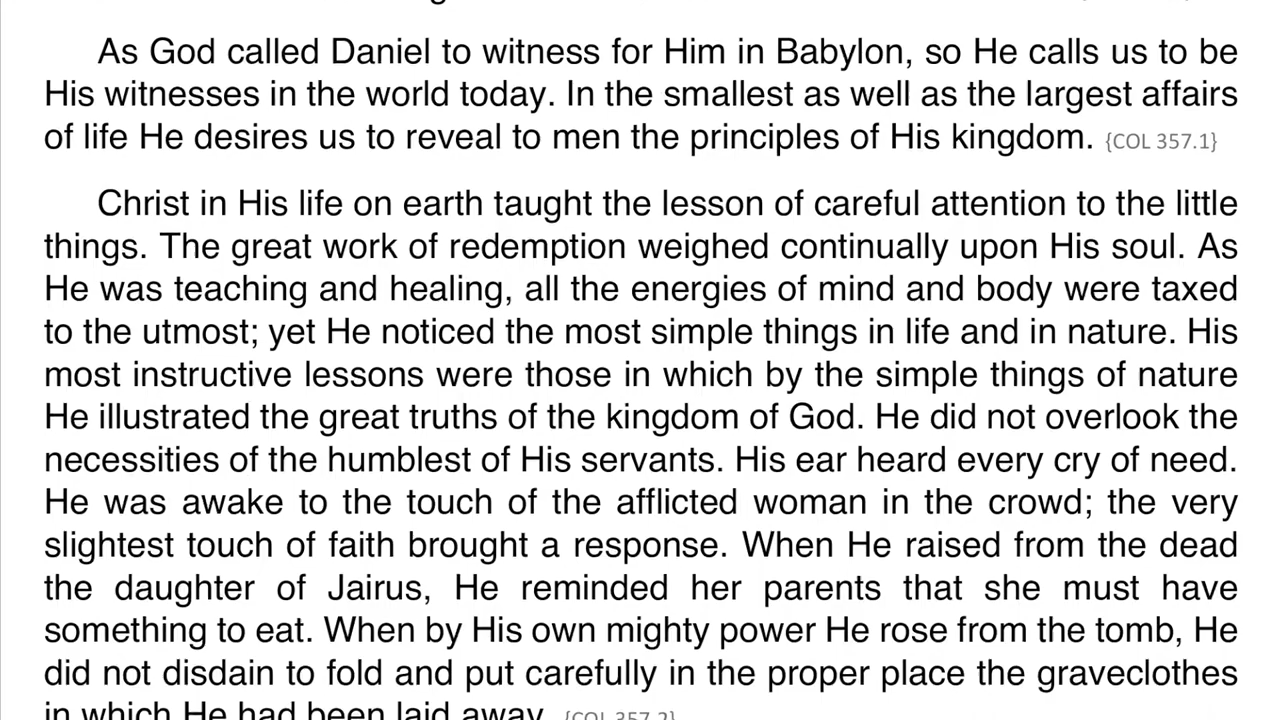 As God called Daniel to witness for Him in Babylon, so He calls us to be
His witnesses in the world today. In the smallest as well as the largest affairs
of life He desires us to reveal to men the principles of His kingdom. {COL 357.1}
Christ in His life on earth taught the lesson of careful attention to the little
things. The great work of redemption weighed continually upon His soul. As
He was teaching and healing, all the energies of mind and body were taxed
to the utmost; yet He noticed the most simple things in life and in nature. His
most instructive lessons were those in which by the simple things of nature
He illustrated the great truths of the kingdom of God. He did not overlook the
necessities of the humblest of His servants. His ear heard every cry of need.
He was awake to the touch of the afflicted woman in the crowd; the very
slightest touch of faith brought a response. When He raised from the dead
the daughter of Jairus, He reminded her parents that she must have
something to eat. When by His own mighty power He rose from the tomb, He
did not disdain to fold and put carefully in the proper place the graveclothes
in which He had been laid away. {COL 357.2}